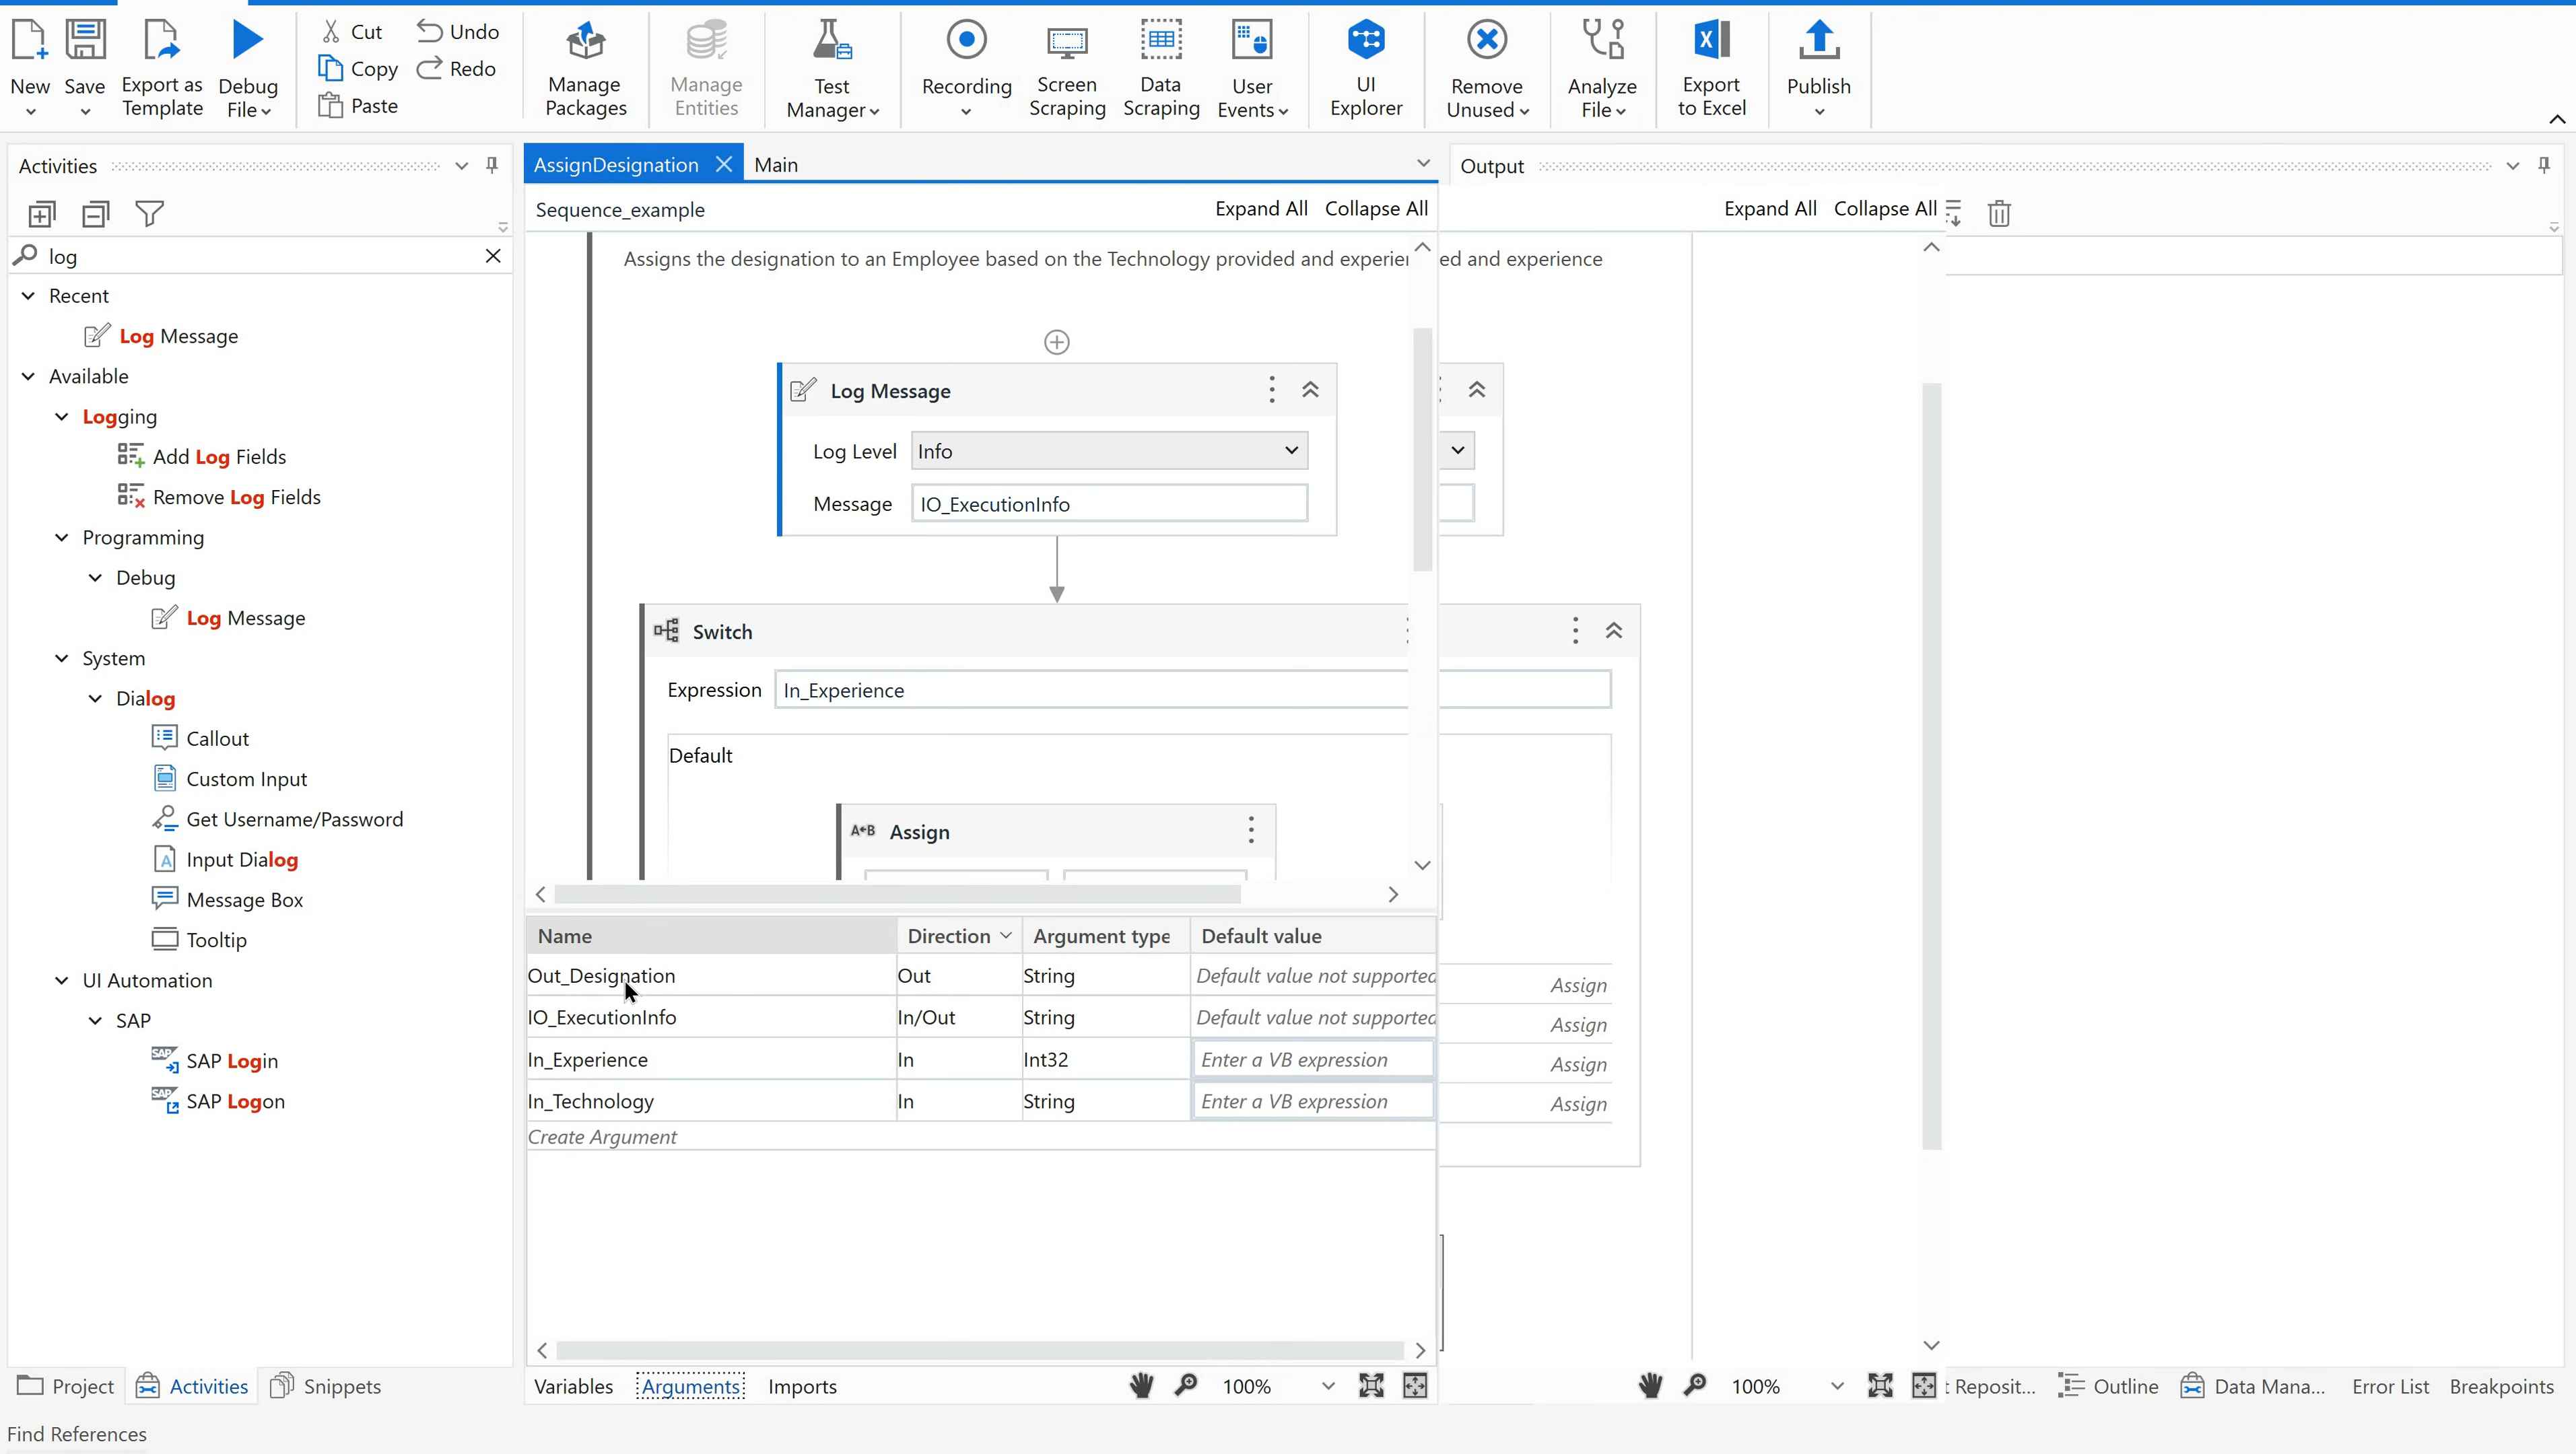 New
Save
Export as Template
Debug File
Cut
Copy
Paste
Undo
Redo
Manage Packages
Manage Entities
Test Manager
Recording
Screen Scraping
Data Scraping
User Events
UI Explorer
Remove Unused
Analyze File
Export to Excel
Publish
Activities
log
Recent
Log Message
Available
Logging
Add Log Fields
Remove Log Fields
Programming
Debug
Log Message
System
Dialog
Callout
Custom Input
Get Username/Password
Input Dialog
Message Box
Tooltip
UI Automation
SAP
SAP Login
SAP Logon
Project
Activities
Snippets
Find References
AssignDesignation
Main
Sequence_example
Expand All
Collapse All
Assigns the designation to an Employee based on the Technology provided and experien
Log Message
Log Level
Info
Message
IO_ExecutionInfo
Switch
Expression
In_Experience
Default
A+B Assign
Name Direction Argument type Default value
Out_Designation Out String Default value not supported
IO_ExecutionInfo In/Out String Default value not supported
In_Experience In Int32 Enter a VB expression
In_Technology In String Enter a VB expression
Create Argument
Variables
Arguments
Imports
100%
Output
Expand All
Collapse All
ed and experience
Assign
Assign
Assign
Assign
100%
t Reposit...
Outline
Data Mana...
Error List
Breakpoints